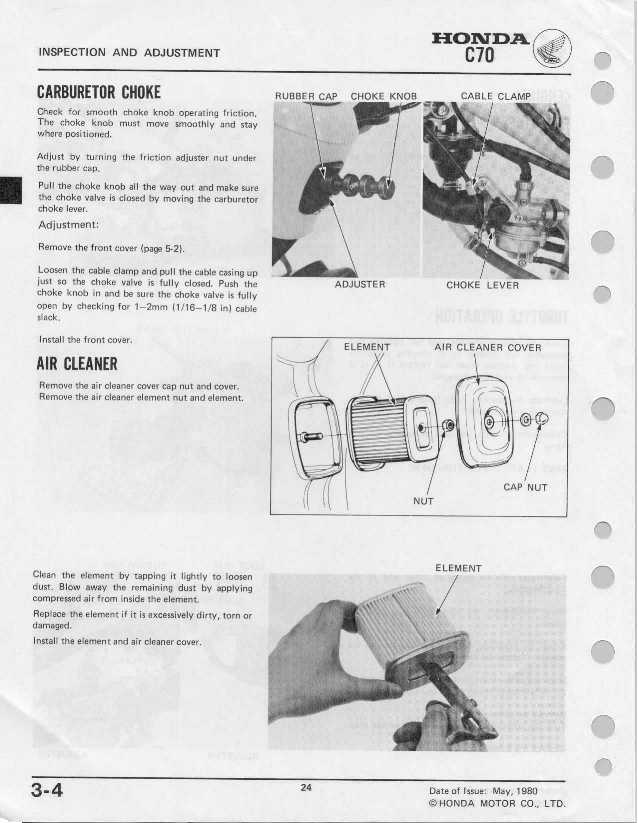 INSPECTION AND ADJUSTMENT
HONDA
C70
CARBURETOR CHOKE
Check for smooth choke knob operating friction.
The choke knob must move smoothly and stay
where positioned.
Adjust by turning the friction adjuster nut under
the rubber cap.
Pull the choke knob all the way out and make sure
the choke valve is closed by moving the carburetor
choke lever.
Adjustment:
Remove the front cover (page 5-2).
Loosen the cable clamp and pull the cable casing up
just so the choke valve is fully closed. Push the
choke knob in and be sure the choke valve is fully
open by checking for 1–2mm (1/16–1/8 in) cable
slack.
Install the front cover.
RUBBER CAP
CHOKE KNOB
CABLE CLAMP
ADJUSTER
CHOKE LEVER
AIR CLEANER
Remove the air cleaner cover cap nut and cover.
Remove the air cleaner element nut and element.
ELEMENT
AIR CLEANER COVER
CAP NUT
NUT
Clean the element by tapping it lightly to loosen
dust. Blow away the remaining dust by applying
compressed air from inside the element.
Replace the element if it is excessively dirty, torn or
damaged.
Install the element and air cleaner cover.
ELEMENT
3-4
24
Date of Issue: May, 1980
©HONDA MOTOR CO., LTD.